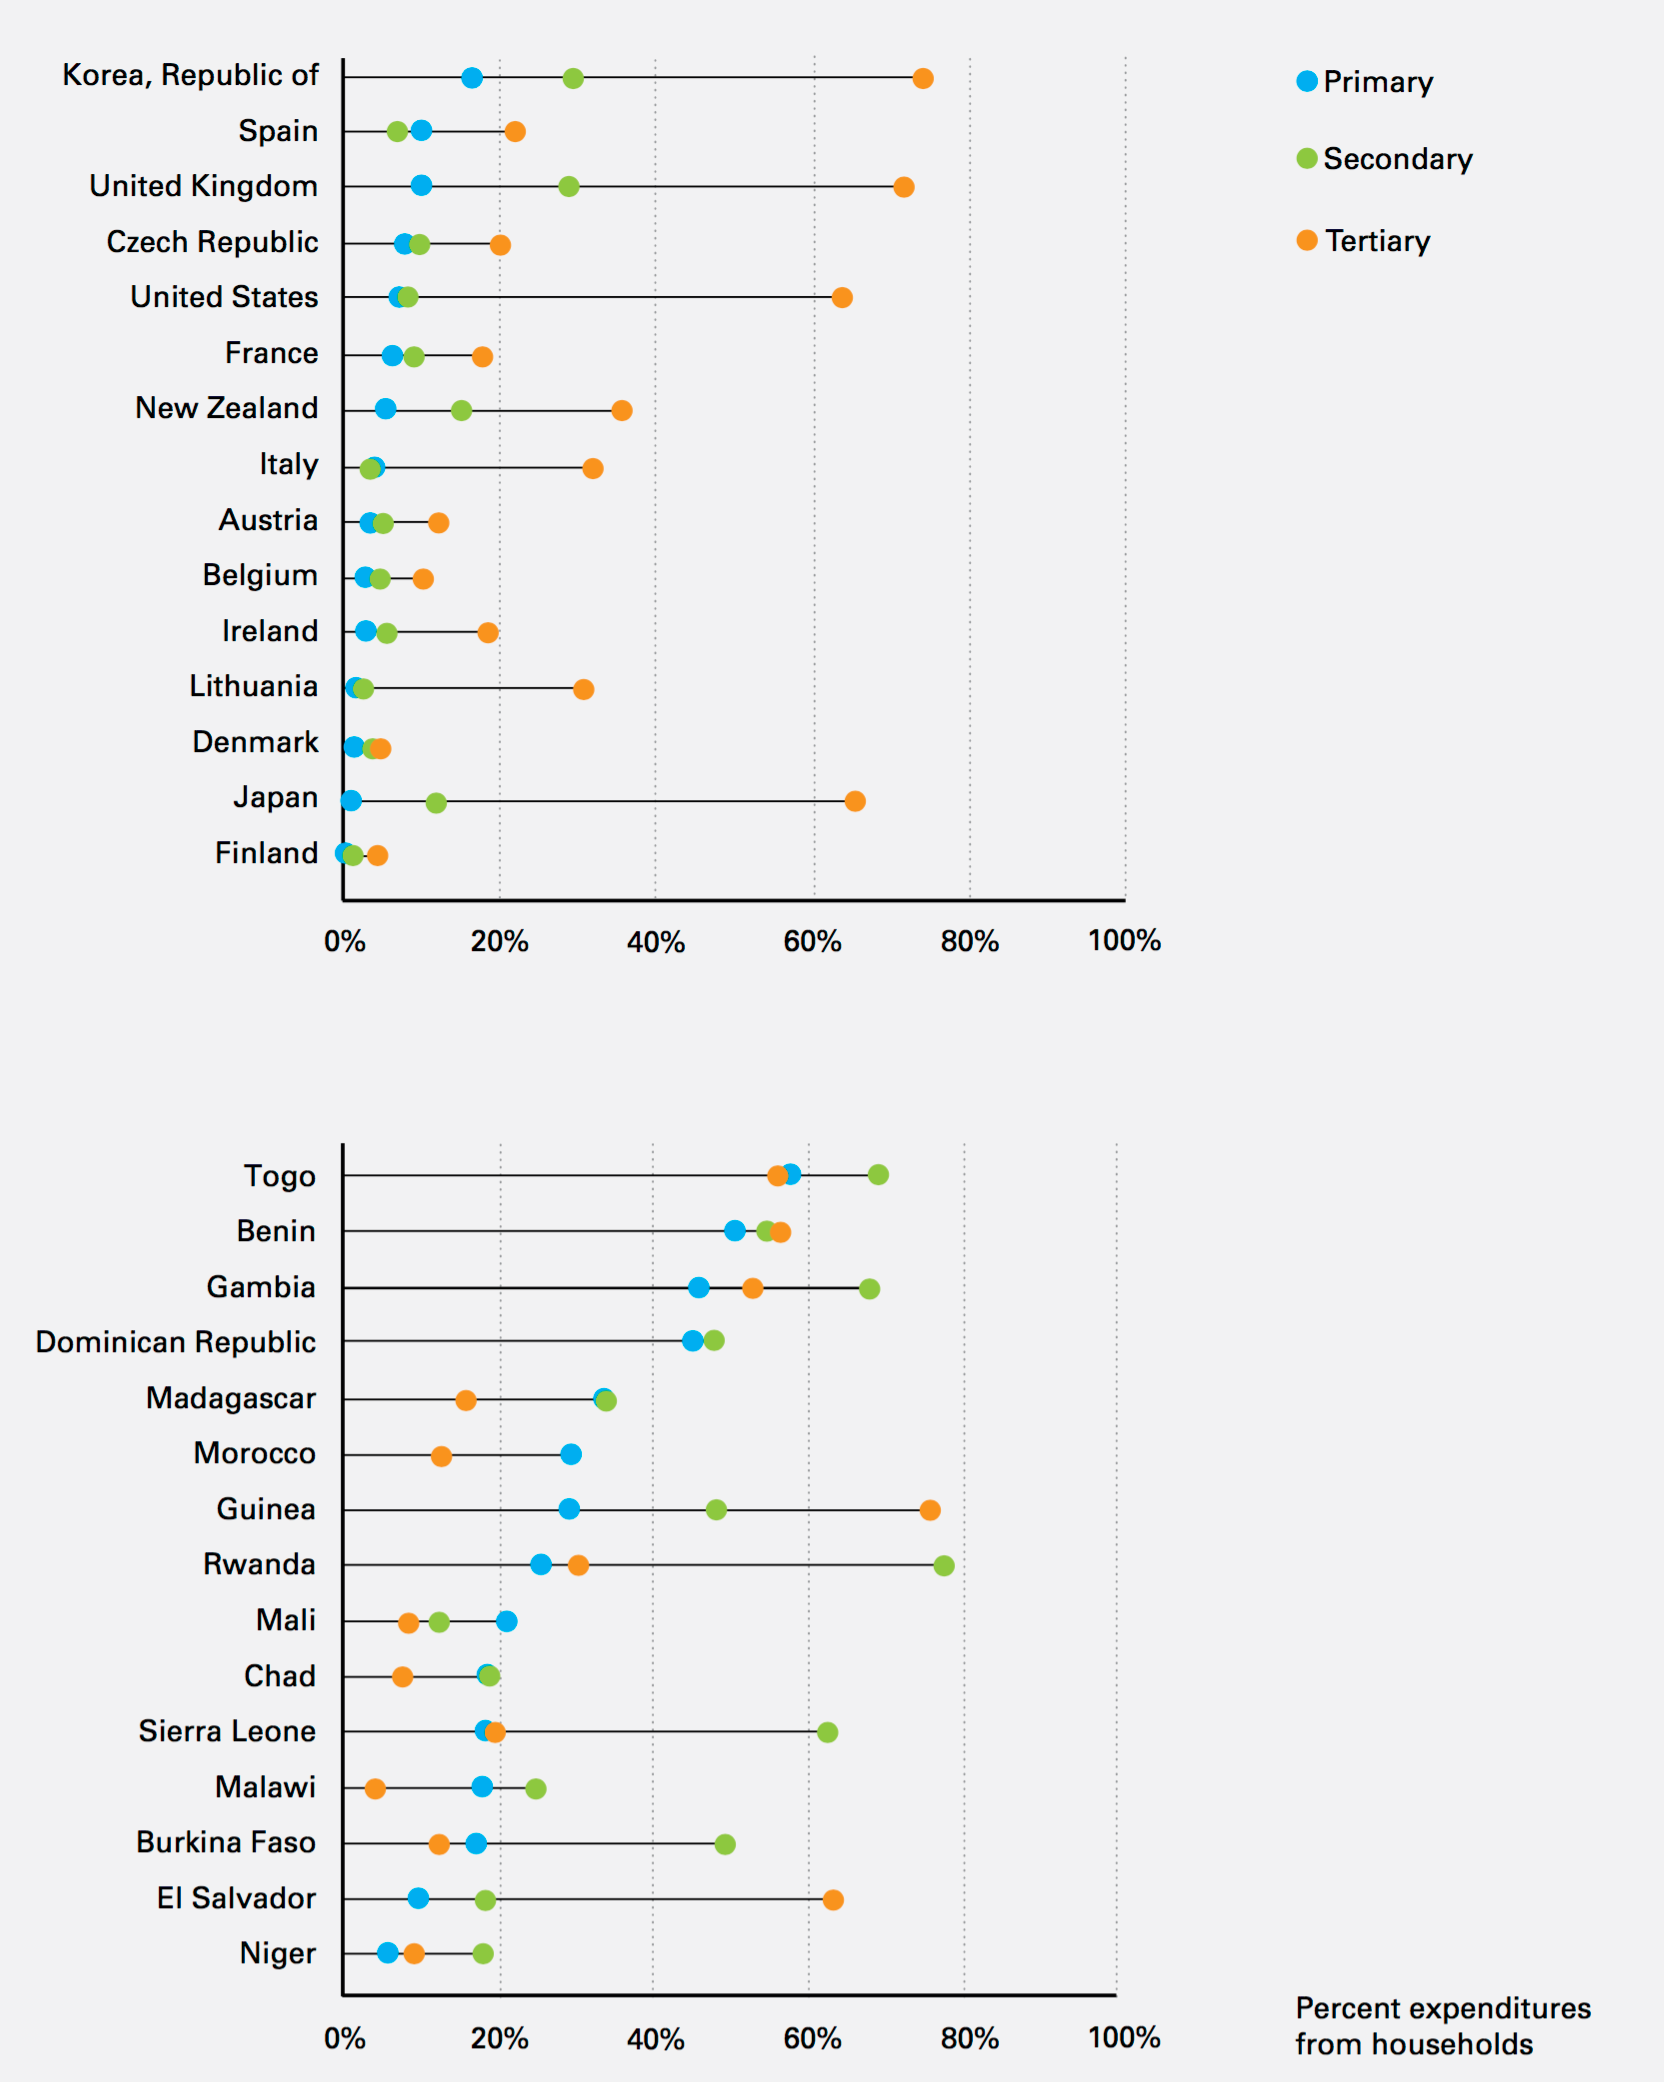 Korea, Republic of
Spain
United Kingdom
Czech Republic
United States
France
New Zealand
Italy
Austria
Belgium
Ireland
Lithuania
Denmark
Japan
Finland
0% 20% 40% 60% 80% 100%
Primary
Secondary
Tertiary
Togo
Benin
Gambia
Dominican Republic
Madagascar
Morocco
Guinea
Rwanda
Mali
Chad
Sierra Leone
Malawi
Burkina Faso
El Salvador
Niger
0% 20% 40% 60% 80% 100%
Percent expenditures
from households